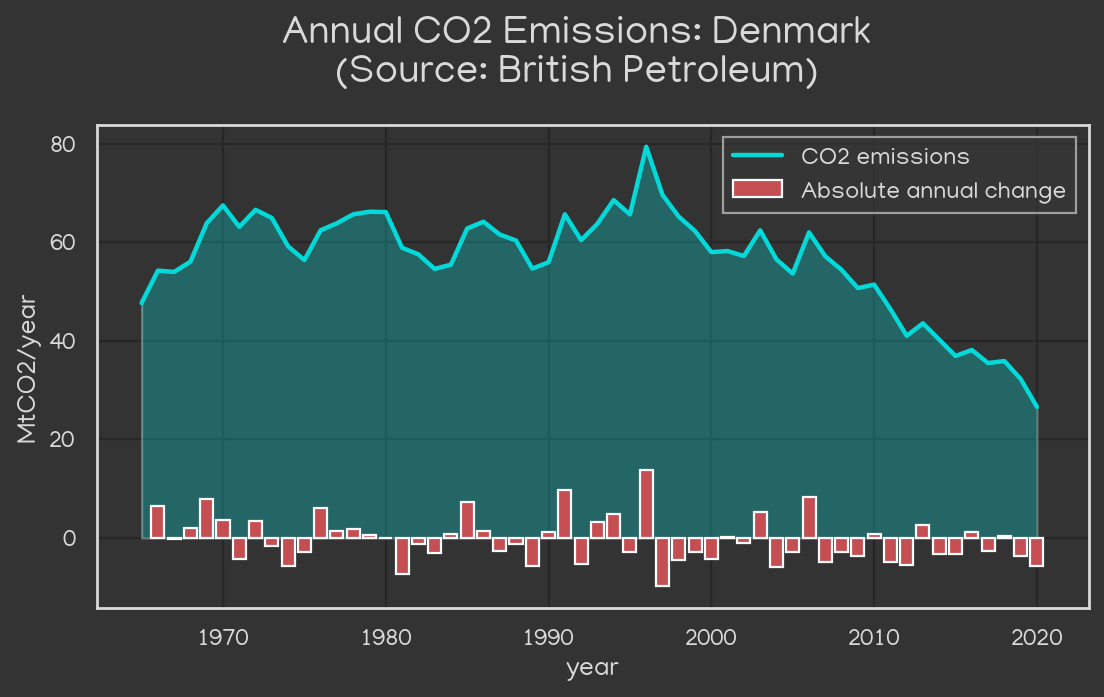 Annual CO2 Emissions: Denmark
(Source: British Petroleum)
CO2 emissions
Absolute annual change
MtCO2/year
80
60
40
20
0
1970 1980 1990 2000 2010 2020
year